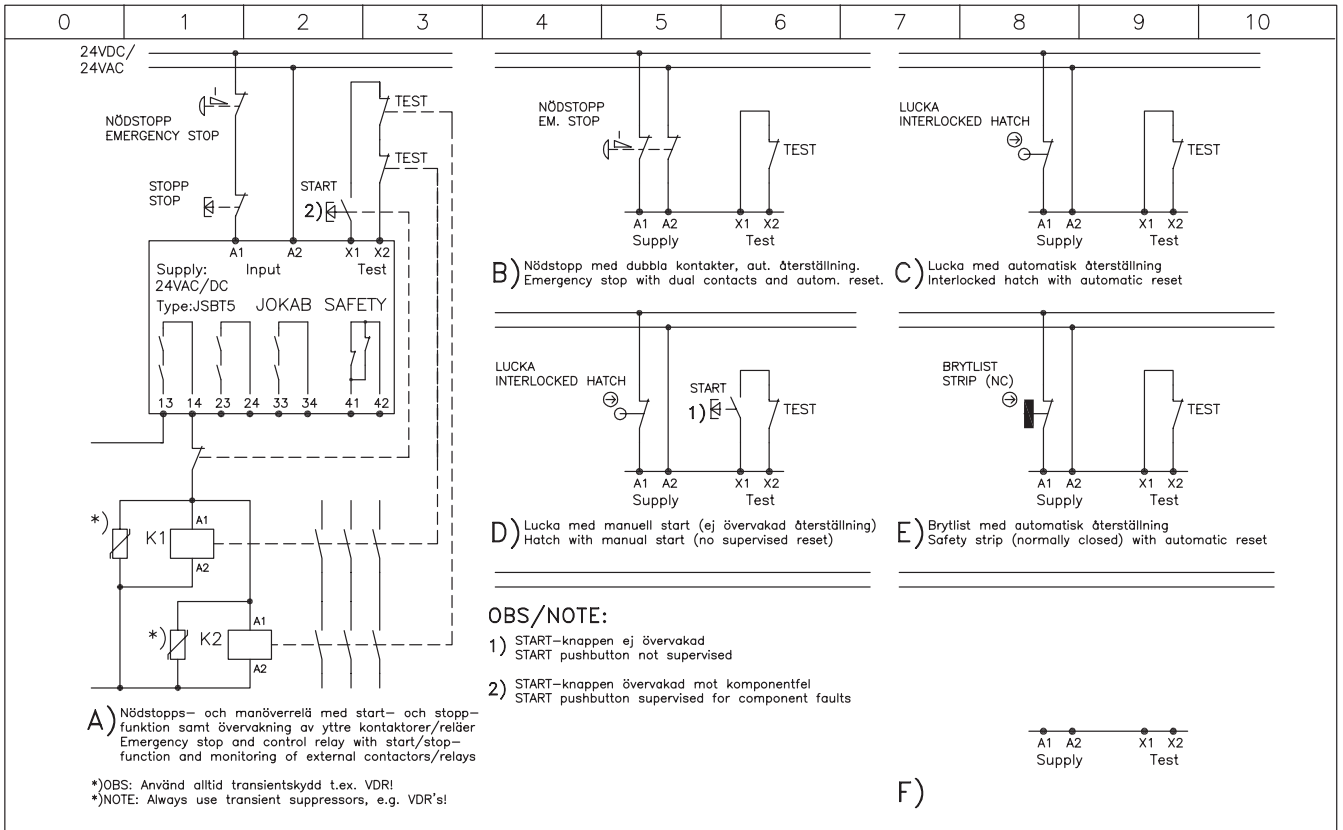 0 1 2 3 4 5 6 7 8 9 10
24VDC/
24VAC
NÖDSTOPP
EMERGENCY STOP
TEST
TEST
STOPP
STOP
START
2)
A1 A2 X1 X2
Supply: Input Test
24VAC/DC
Type:JSBT5 JOKAB SAFETY
13 14 23 24 33 34 41 42
*)
K1
A1
A2
*)
K2
A1
A2
A) Nödstopps- och manöverrelä med start- och stopp-
funktion samt övervakning av yttre kontaktorer/reläer
Emergency stop and control relay with start/stop-
function and monitoring of external contactors/relays
*)OBS: Använd alltid transientskydd t.ex. VDR!
*)NOTE: Always use transient suppressors, e.g. VDR's!
NÖDSTOPP
EM. STOP
TEST
A1 A2 X1 X2
Supply Test
B) Nödstopp med dubbla kontakter, aut. återställning.
Emergency stop with dual contacts and autom. reset.
LUCKA
INTERLOCKED HATCH
TEST
A1 A2 X1 X2
Supply Test
C) Lucka med automatisk återställning
Interlocked hatch with automatic reset
LUCKA
INTERLOCKED HATCH
START
1)
TEST
A1 A2 X1 X2
Supply Test
D) Lucka med manuell start (ej övervakad återställning)
Hatch with manual start (no supervised reset)
BRYTLIST
STRIP (NC)
TEST
A1 A2 X1 X2
Supply Test
E) Brytlist med automatisk återställning
Safety strip (normally closed) with automatic reset
OBS/NOTE:
1) START-knappen ej övervakad
START pushbutton not supervised
2) START-knappen övervakad mot komponentfel
START pushbutton supervised for component faults
A1 A2 X1 X2
Supply Test
F)